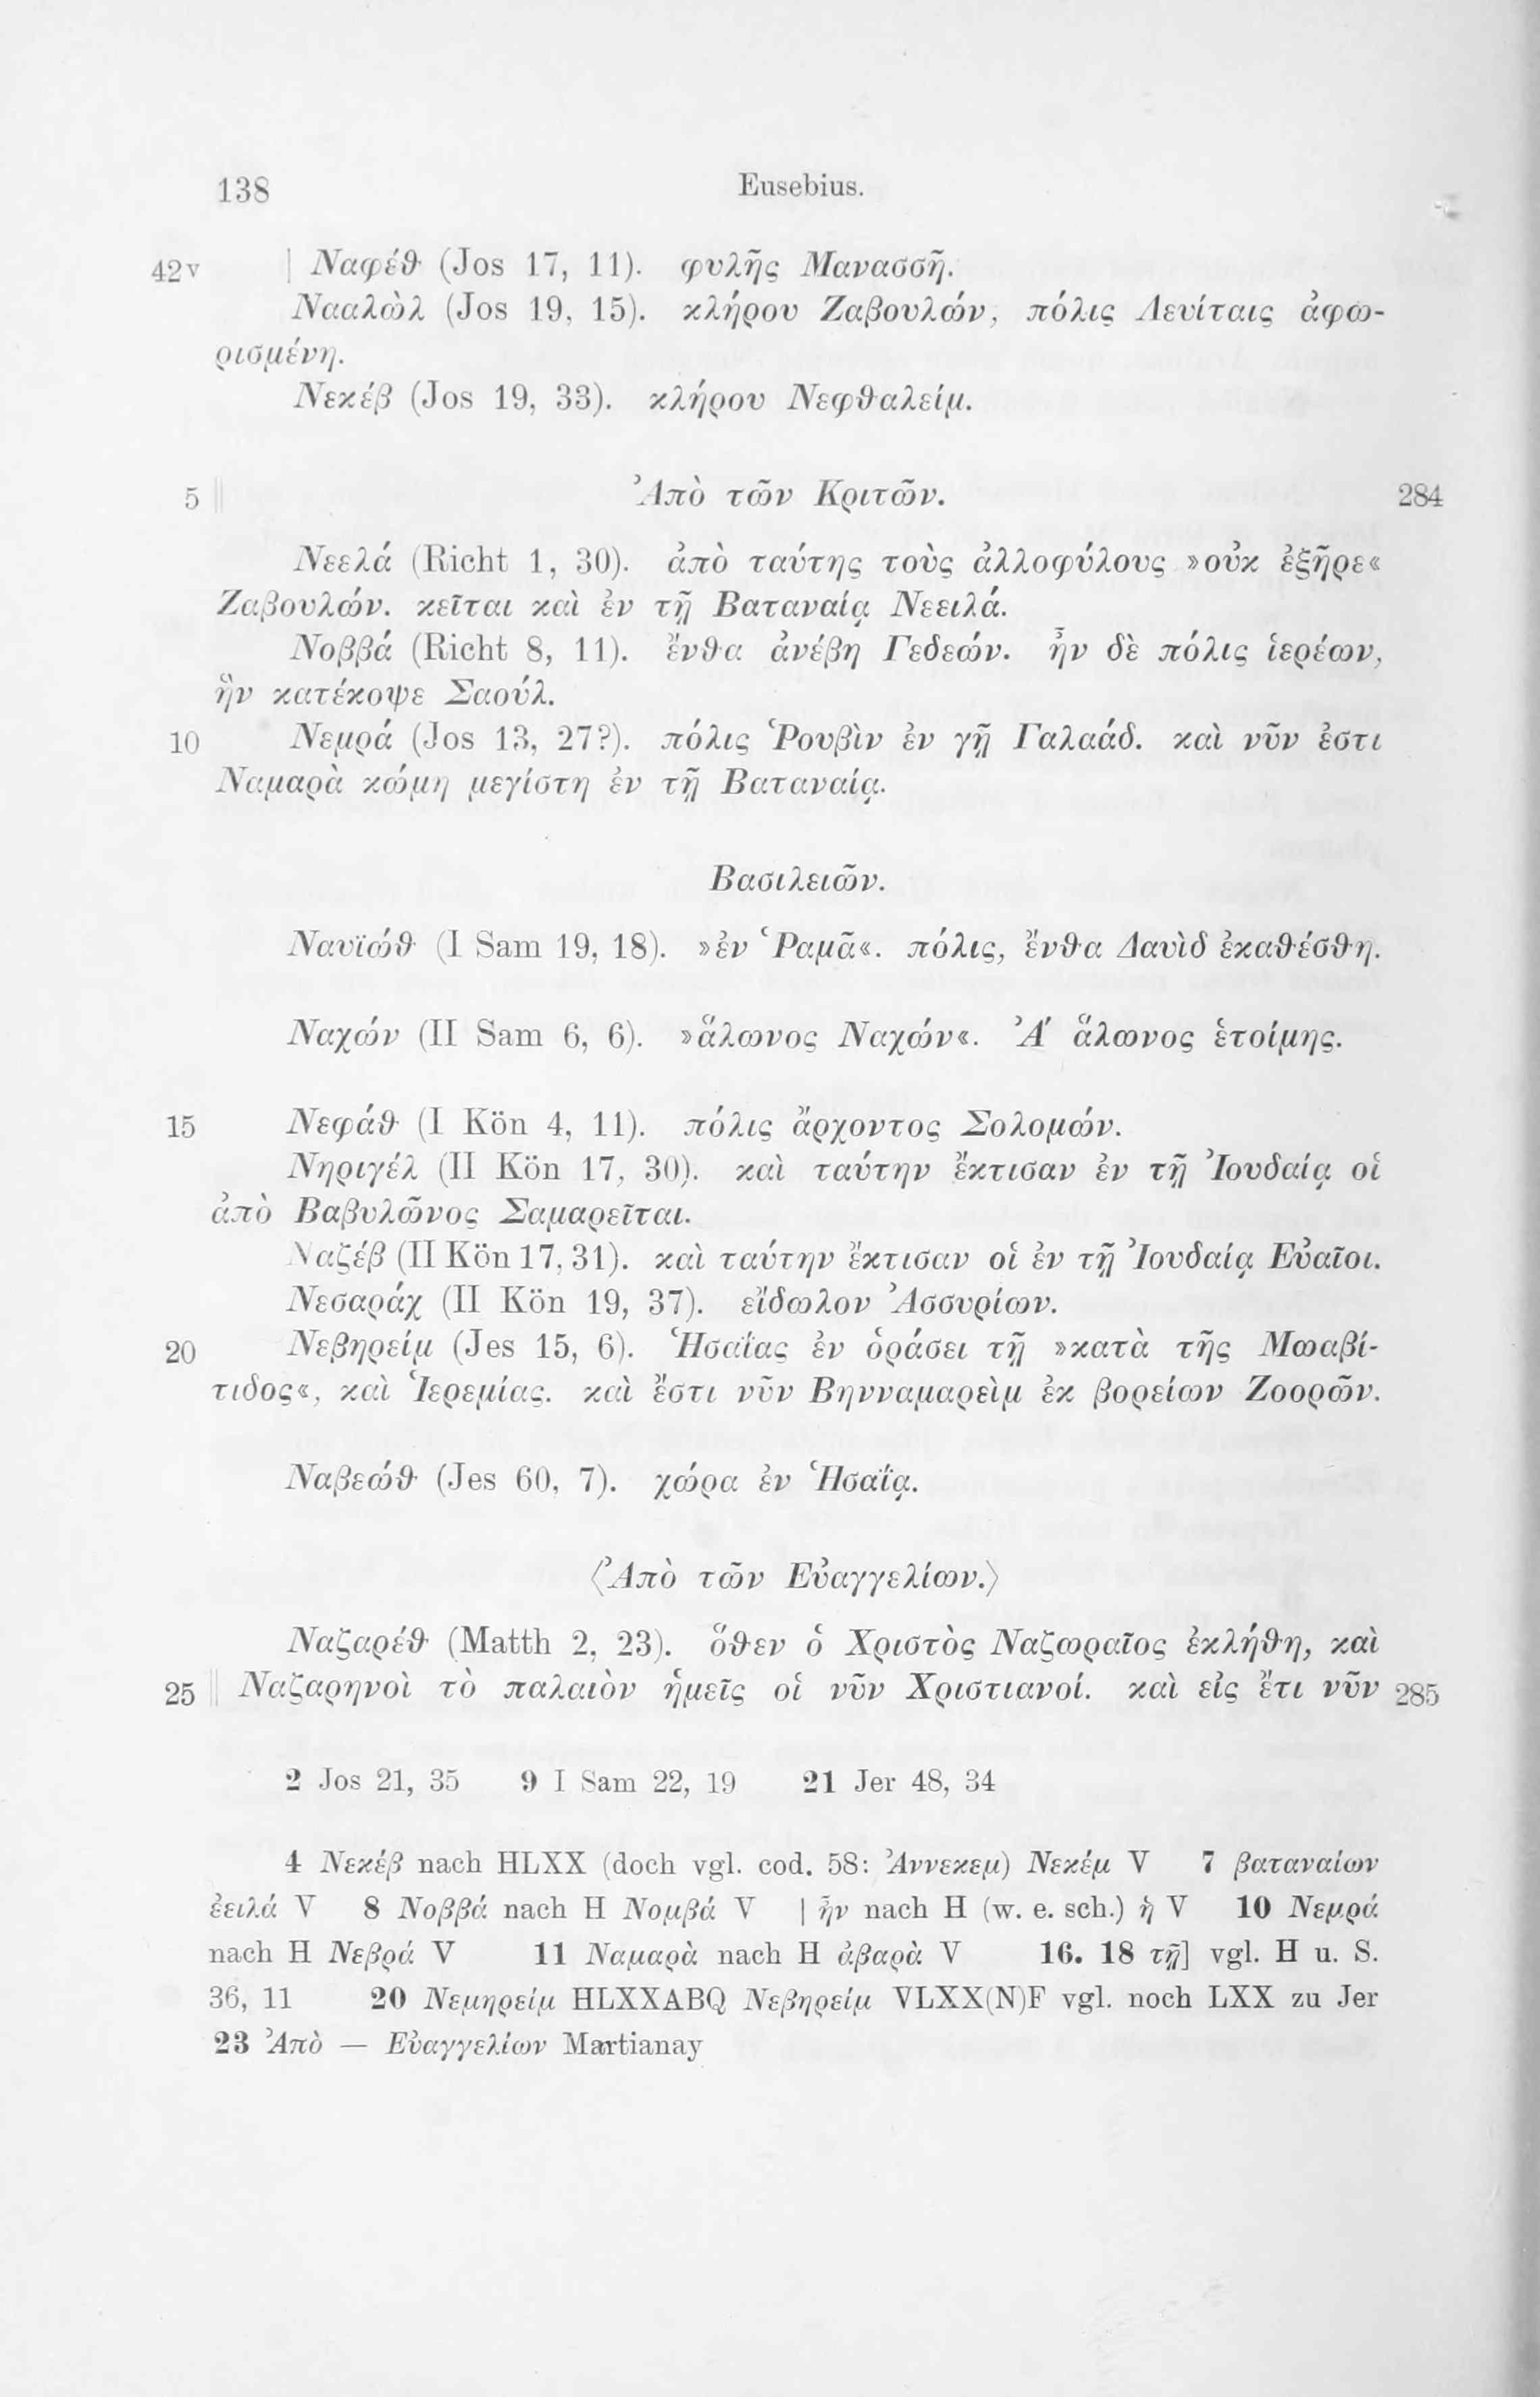 138 Eusebius.
42v | Ναφέθ (Jos 17, 11). φυλῆς Μανασσῆ.
Νααλὼλ (Jos 19, 15). κλήρου Ζαβουλών, πόλις Λευίταις ἀφω-
ρισμένη.
Νεκέβ (Jos 19, 33). κλήρου Νεφθαλείμ.
5 || Ἀπὸ τῶν Κριτῶν. 284
Νεελά (Richt 1, 30). ἀπὸ ταύτης τοὺς ἀλλοφύλους »οὐκ ἐξῆρε«
Ζαβουλών. κεῖται καὶ ἐν τῇ Βαταναίᾳ Νεειλά.
Νοββά (Richt 8, 11). ἔνθα ἀνέβη Γεδεών. ἦν δὲ πόλις ἱερέων,
ἣν κατέκοψε Σαούλ.
10 Νεμρά (Jos 13, 27?). πόλις Ῥουβὶν ἐν γῇ Γαλαάδ. καὶ νῦν ἐστι
Ναμαρὰ κώμη μεγίστη ἐν τῇ Βαταναίᾳ.
Βασιλειῶν.
Ναυϊώθ (I Sam 19, 18). »ἐν Ῥαμᾶ«. πόλις, ἔνθα Δαυὶδ ἐκαθέσθη.
Ναχών (II Sam 6, 6). »ἅλωνος Ναχών«. Ἀ' ἅλωνος ἑτοίμης.
15 Νεφάθ (I Kön 4, 11). πόλις ἄρχοντος Σολομών.
Νηριγέλ (II Kön 17, 30). καὶ ταύτην ἔκτισαν ἐν τῇ Ἰουδαίᾳ οἱ
ἀπὸ Βαβυλῶνος Σαμαρεῖται.
Ναζέβ (II Kön 17, 31). καὶ ταύτην ἔκτισαν οἱ ἐν τῇ Ἰουδαίᾳ Εὐαῖοι.
Νεσαράχ (II Kön 19, 37). εἴδωλον Ἀσσυρίων.
20 Νεβηρείμ (Jes 15, 6). Ἡσαΐας ἐν ὁράσει τῇ »κατὰ τῆς Μωαβί-
τιδος«, καὶ Ἱερεμίας. καὶ ἔστι νῦν Βηνναμαρεὶμ ἐκ βορείων Ζοορῶν.
Ναβεώθ (Jes 60, 7). χώρα ἐν Ἡσαΐᾳ.
⟨Ἀπὸ τῶν Εὐαγγελίων.⟩
Ναζαρέθ (Matth 2, 23). ὅθεν ὁ Χριστὸς Ναζωραῖος ἐκλήθη, καὶ
25 || Ναζαρηνοὶ τὸ παλαιὸν ἡμεῖς οἱ νῦν Χριστιανοί. καὶ εἰς ἔτι νῦν 285
2 Jos 21, 35 9 I Sam 22, 19 21 Jer 48, 34
4 Νεκέβ nach HLXX (doch vgl. cod. 58: Ἀννεκεμ) Νεκέμ V 7 βαταναίων
ἐειλά V 8 Νοββά nach H Νομβά V | ἦν nach H (w. e. sch.) ἡ V 10 Νεμρά
nach H Νεβρά V 11 Ναμαρὰ nach H ἀβαρὰ V 16. 18 τῇ] vgl. H u. S.
36, 11 20 Νεμηρείμ HLXXABQ Νεβηρείμ VLXX(N)F vgl. noch LXX zu Jer
23 Ἀπὸ — Εὐαγγελίων Martianay